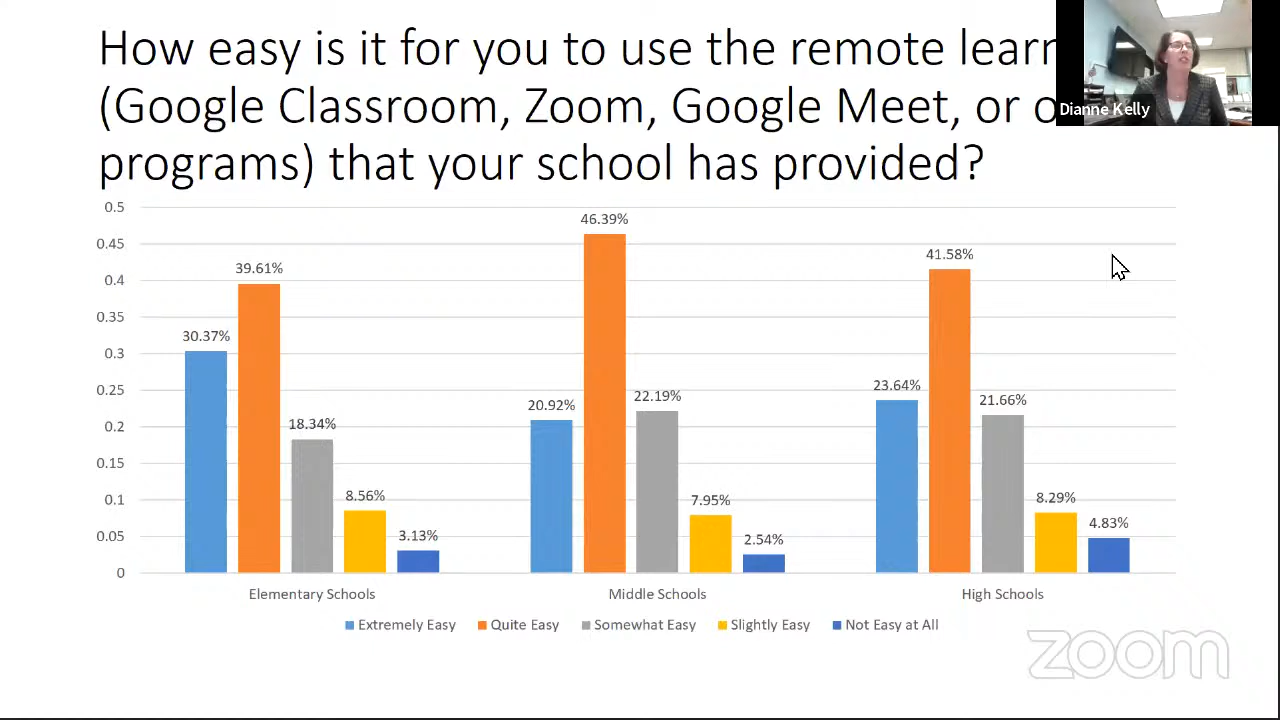 How easy is it for you to use the remote
(Google Classroom, Zoom, Google Meet, or
programs) that your school has provided?
Dianne Kelly
0.5
0.45
0.4
0.35
0.3
0.25
0.2
0.15
0.1
0.05
0
30.37%
39.61%
18.34%
8.56%
3.13%
20.92%
46.39%
22.19%
7.95%
2.54%
23.64%
41.58%
21.66%
8.29%
4.83%
Elementary Schools
Middle Schools
High Schools
Extremely Easy
Quite Easy
Somewhat Easy
Slightly Easy
Not Easy at All
zoom